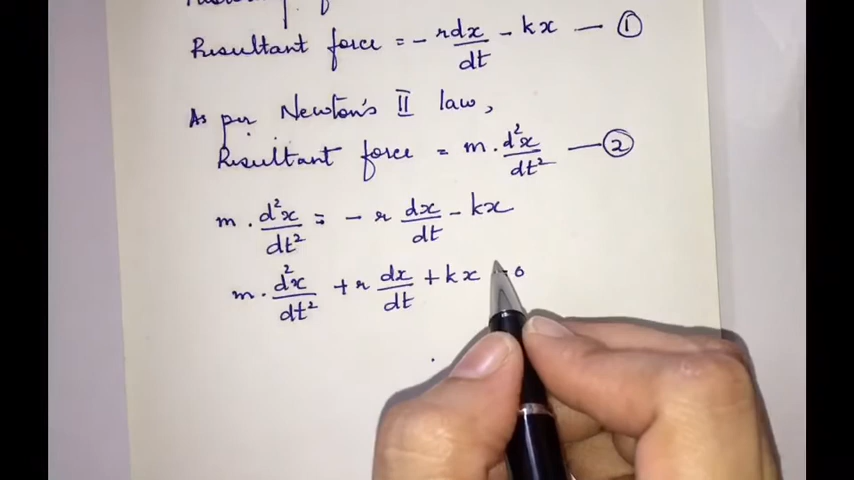 Resultant force = - r dx/dt - kx — ①
As per Newton's II law,
Resultant force = m . d²x/dt² — ②
m . d²x/dt² = - r dx/dt - kx
m . d²x/dt² + r dx/dt + kx = 0